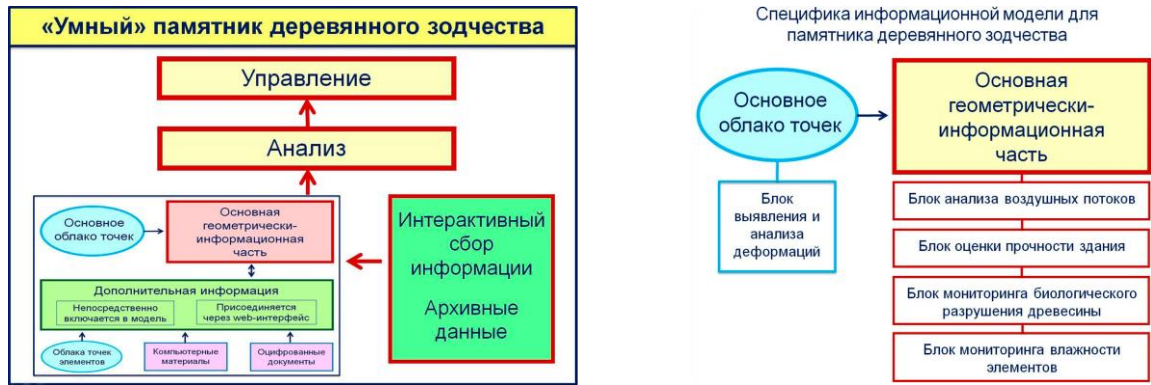 «Умный» памятник деревянного зодчества
Управление
Анализ
Основное
облако точек
Основная
геометрически-
информационная
часть
Дополнительная информация
Непосредственно
включается в модель
Присоединяется
через web-интерфейс
Облака точек
элементов
Компьютерные
материалы
Оцифрованные
документы
Интерактивный
сбор
информации
Архивные
данные
Специфика информационной модели для
памятника деревянного зодчества
Основное
облако точек
Основная
геометрически-
информационная
часть
Блок
выявления и
анализа
деформаций
Блок анализа воздушных потоков
Блок оценки прочности здания
Блок мониторинга биологического
разрушения древесины
Блок мониторинга влажности
элементов